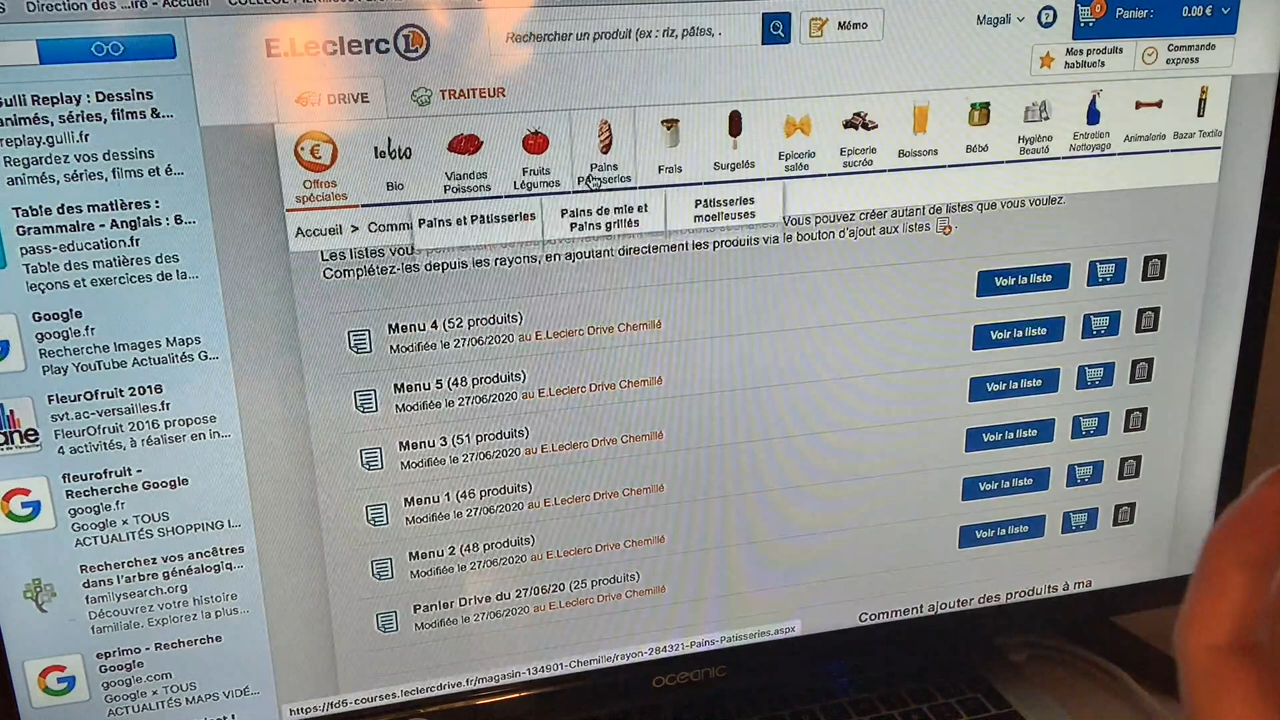 Direction des ...ire - Accueil
E.Leclerc L
Rechercher un produit (ex : riz, pâtes, .
Mémo
Magali
?
0
Panier : 0.00 €
Mes produits
habituels
Commande
express
DRIVE
TRAITEUR
€
Offres
spéciales
le bio
Bio
Viandes
Poissons
Fruits
Légumes
Pains
Pâtisseries
Frais
Surgelés
Epicerie
salée
Epicerie
sucrée
Boissons
Bébé
Hygiène
Beauté
Entretien
Nettoyage
Animalerie
Bazar Textile
Accueil > Comm
Pains et Pâtisseries
Pains de mie et
Pains grillés
Pâtisseries
moelleuses
Les listes vous
Vous pouvez créer autant de listes que vous voulez.
Complétez-les depuis les rayons, en ajoutant directement les produits via le bouton d'ajout aux listes .
Menu 4 (52 produits)
Modifiée le 27/06/2020 au E.Leclerc Drive Chemillé
Voir la liste
Menu 5 (48 produits)
Modifiée le 27/06/2020 au E.Leclerc Drive Chemillé
Voir la liste
Menu 3 (51 produits)
Modifiée le 27/06/2020 au E.Leclerc Drive Chemillé
Voir la liste
Menu 1 (46 produits)
Modifiée le 27/06/2020 au E.Leclerc Drive Chemillé
Voir la liste
Menu 2 (48 produits)
Modifiée le 27/06/2020 au E.Leclerc Drive Chemillé
Voir la liste
Panier Drive du 27/06/20 (25 produits)
Modifiée le 27/06/2020 au E.Leclerc Drive Chemillé
Voir la liste
Comment ajouter des produits à ma
https://fd5-courses.leclercdrive.fr/magasin-134901-Chemille/rayon-284321-Pains-Patisseries.aspx
oceanic
Gulli Replay : Dessins
animés, séries, films &...
replay.gulli.fr
Regardez vos dessins
animés, séries, films et é...
Table des matières :
Grammaire - Anglais : 6...
pass-education.fr
Table des matières des
leçons et exercices de la...
Google
google.fr
Recherche Images Maps
Play YouTube Actualités G...
FleurOfruit 2016
svt.ac-versailles.fr
FleurOfruit 2016 propose
4 activités, à réaliser en in...
fleurofruit -
Recherche Google
google.fr
Google × TOUS
ACTUALITÉS SHOPPING I...
Recherchez vos ancêtres
dans l'arbre généalogiq...
familysearch.org
Découvrez votre histoire
familiale. Explorez la plus...
eprimo - Recherche
Google
google.com
Google × TOUS
ACTUALITÉS MAPS VIDÉ...